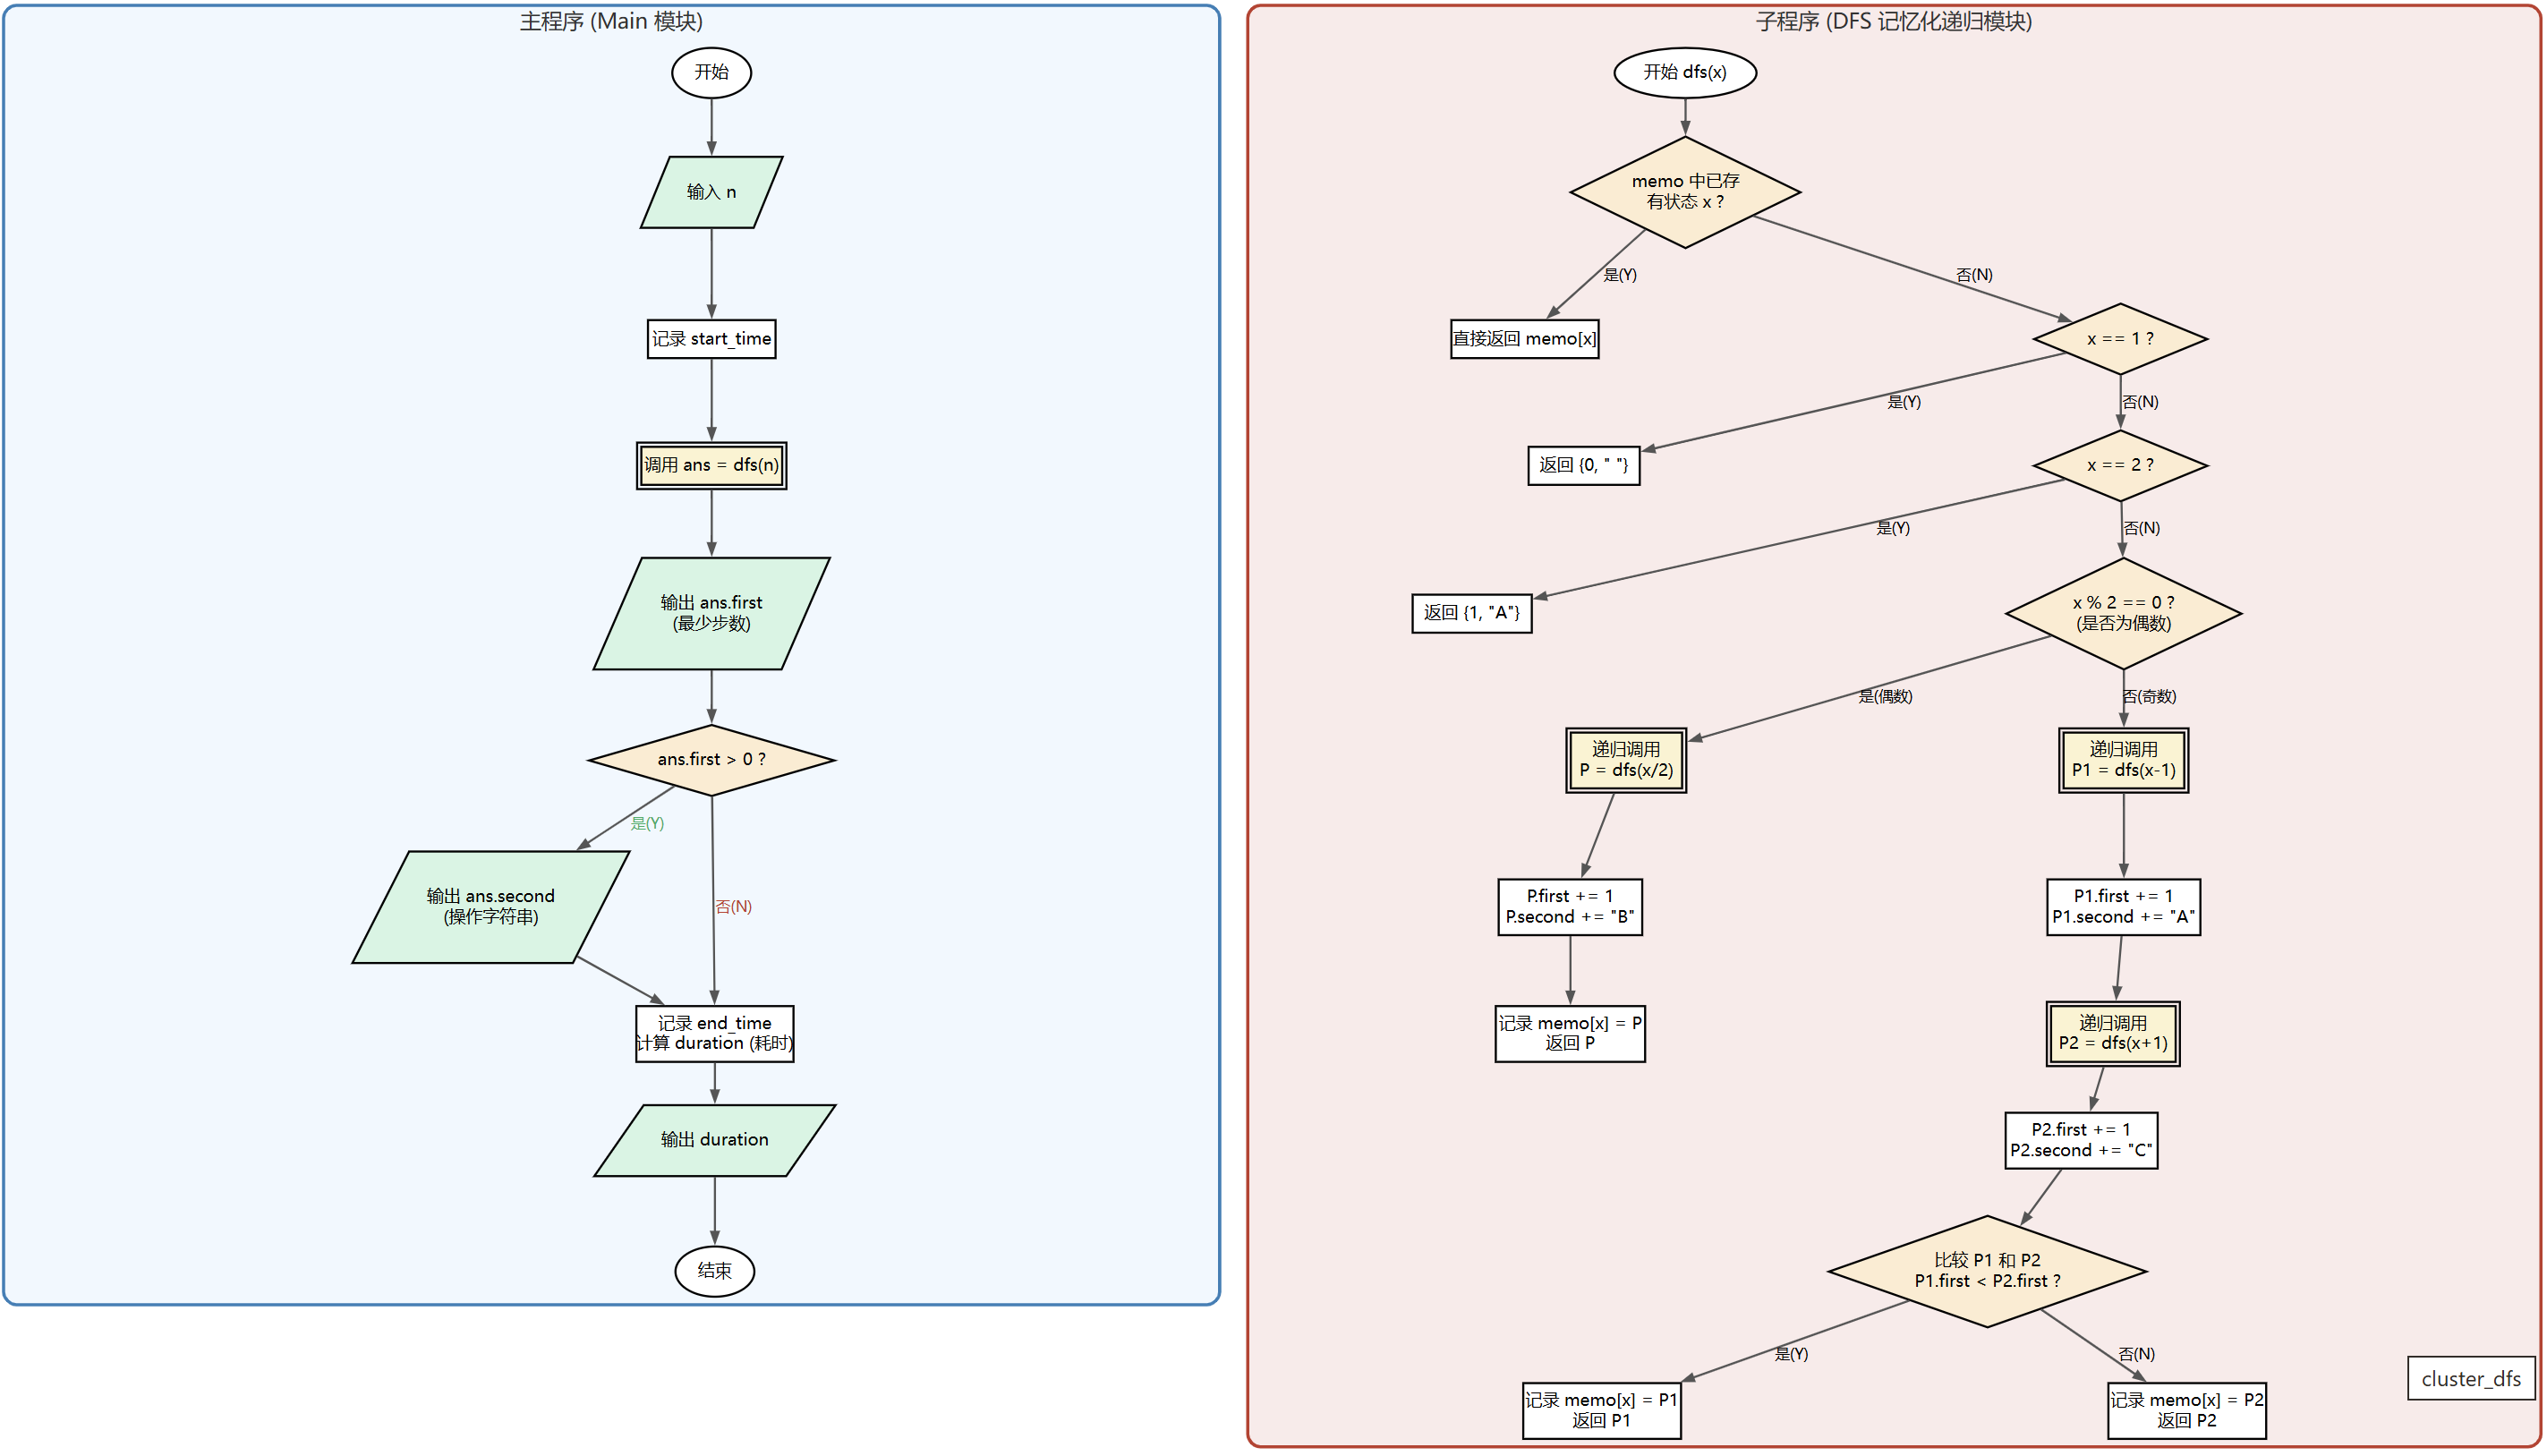 主程序 (Main 模块)
开始
输入 n
记录 start_time
调用 ans = dfs(n)
输出 ans.first
(最少步数)
ans.first > 0 ?
是(Y)
输出 ans.second
(操作字符串)
否(N)
记录 end_time
计算 duration (耗时)
输出 duration
结束
子程序 (DFS 记忆化递归模块)
开始 dfs(x)
memo 中已存
有状态 x ?
是(Y)
否(N)
直接返回 memo[x]
x == 1 ?
是(Y)
否(N)
返回 {0, " "}
x == 2 ?
是(Y)
否(N)
返回 {1, "A"}
x % 2 == 0 ?
(是否为偶数)
是(偶数)
否(奇数)
递归调用
P = dfs(x/2)
P.first += 1
P.second += "B"
记录 memo[x] = P
返回 P
递归调用
P1 = dfs(x-1)
P1.first += 1
P1.second += "A"
递归调用
P2 = dfs(x+1)
P2.first += 1
P2.second += "C"
比较 P1 和 P2
P1.first < P2.first ?
是(Y)
否(N)
记录 memo[x] = P1
返回 P1
记录 memo[x] = P2
返回 P2
cluster_dfs